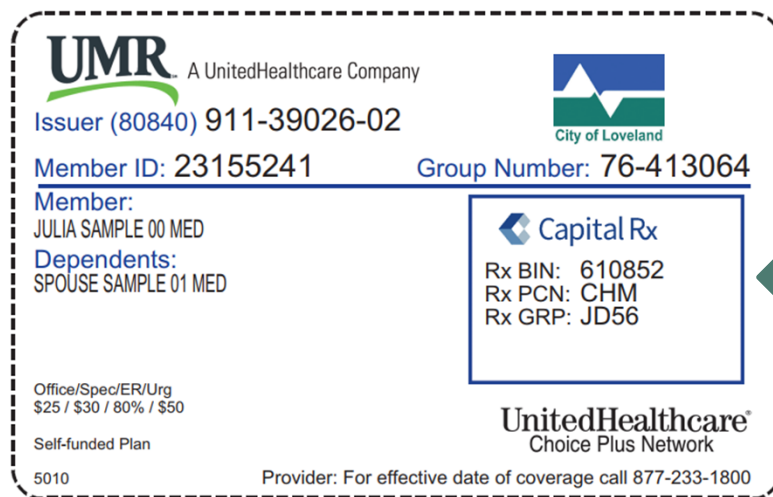 UMR A UnitedHealthcare Company
City of Loveland
Issuer (80840) 911-39026-02
Member ID: 23155241 Group Number: 76-413064
Member:
JULIA SAMPLE 00 MED
Dependents:
SPOUSE SAMPLE 01 MED
Capital Rx
Rx BIN: 610852
Rx PCN: CHM
Rx GRP: JD56
Office/Spec/ER/Urg
$25 / $30 / 80% / $50
Self-funded Plan
UnitedHealthcare®
Choice Plus Network
5010 Provider: For effective date of coverage call 877-233-1800